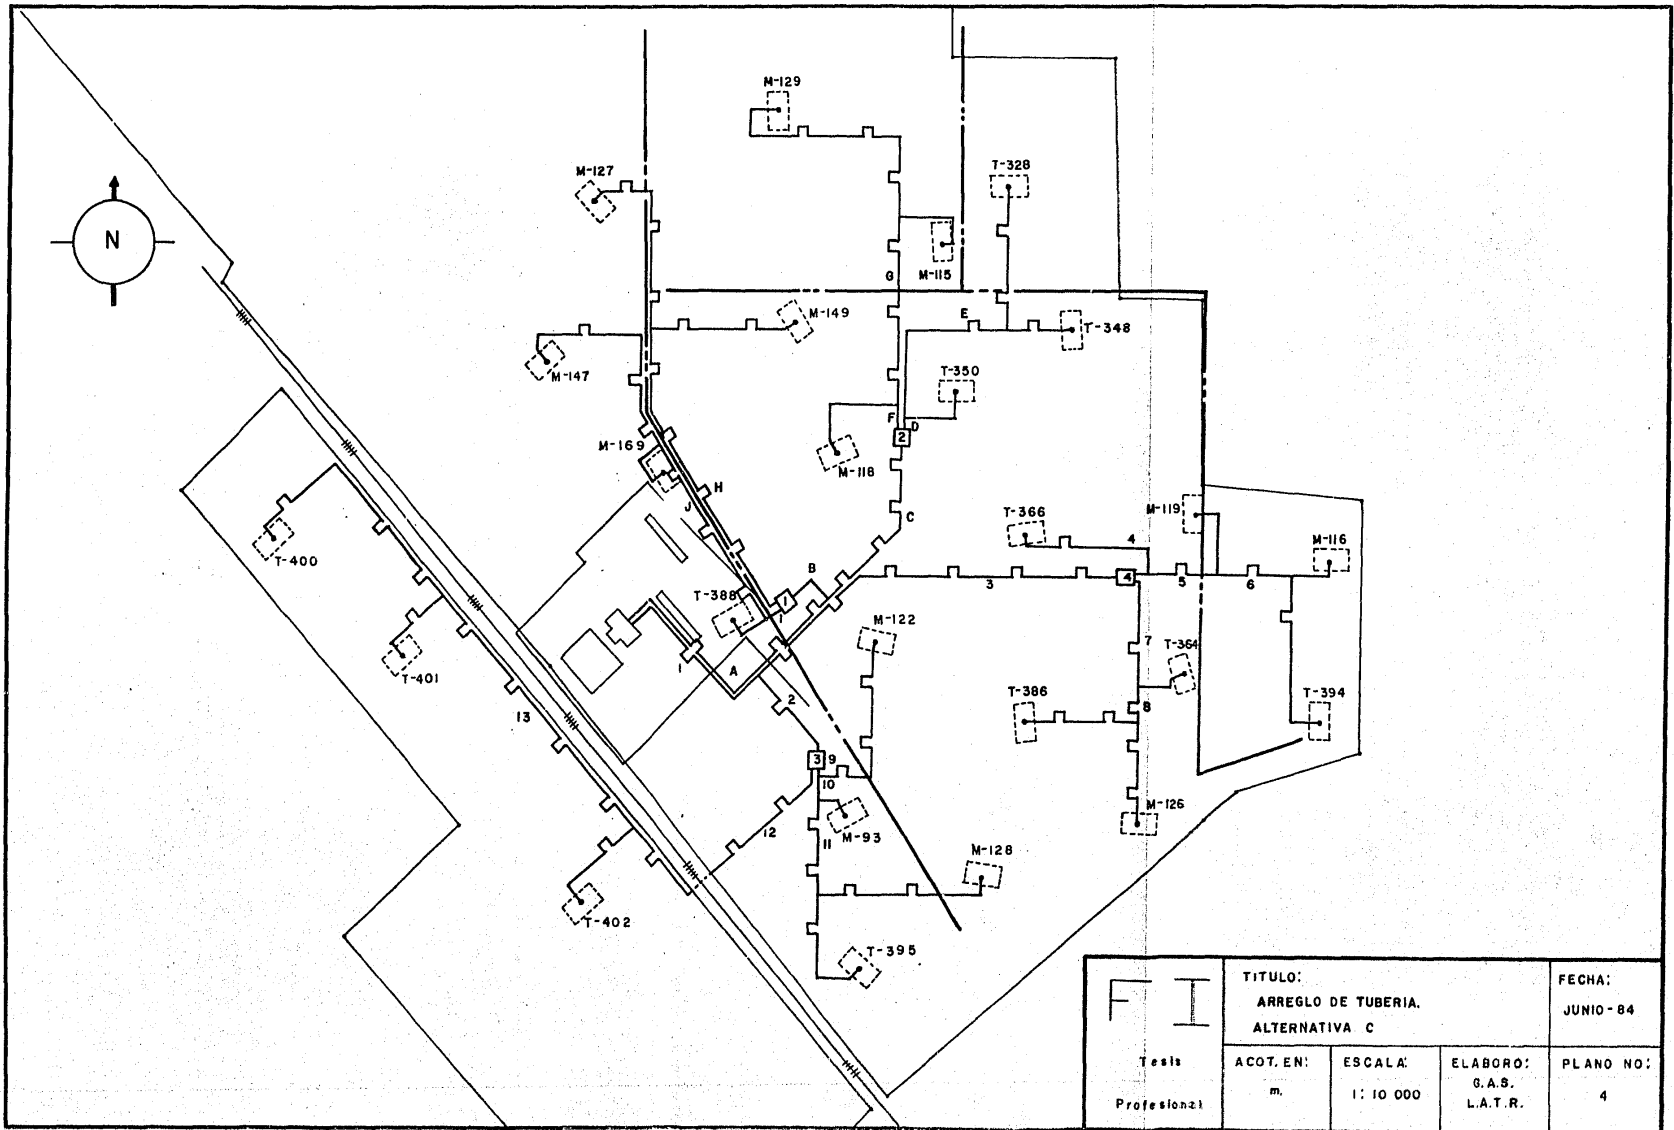 M-129
T-328
M-127
N
M-115
G
E
M-149
T-348
M-147
T-350
F
D
2
M-169
M-118
H
J
C
M-119
T-366
4
M-116
T-400
B
3
4
5
6
T-388
1
1
M-122
T-401
1
A
7
T-364
2
T-386
8
T-394
13
3
9
10
M-126
12
11
M-93
M-128
T-402
T-395
F I
Tesis
Profesional
TITULO:
ARREGLO DE TUBERIA.
ALTERNATIVA C
FECHA:
JUNIO-84
ACOT. EN:
m.
ESCALA:
1:10 000
ELABORO:
G.A.S.
L.A.T.R.
PLANO NO:
4